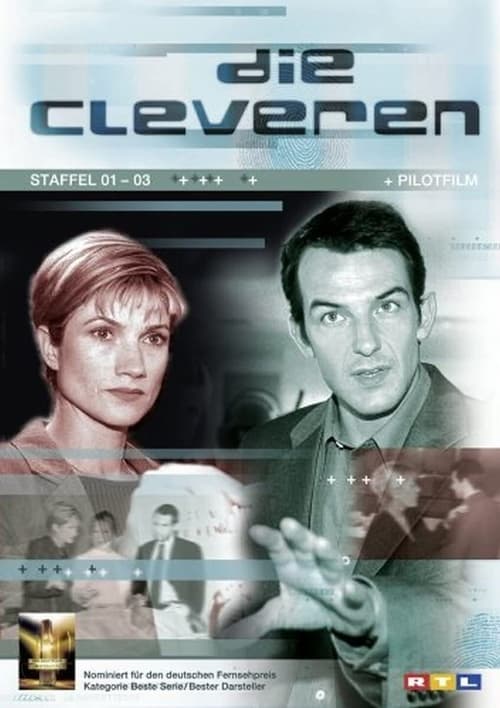 die
cleveren
STAFFEL 01 – 03 ++++ ++
+ PILOTFILM
Nominiert für den deutschen Fernsehpreis
Kategorie Beste Serie/Bester Darsteller
RTL